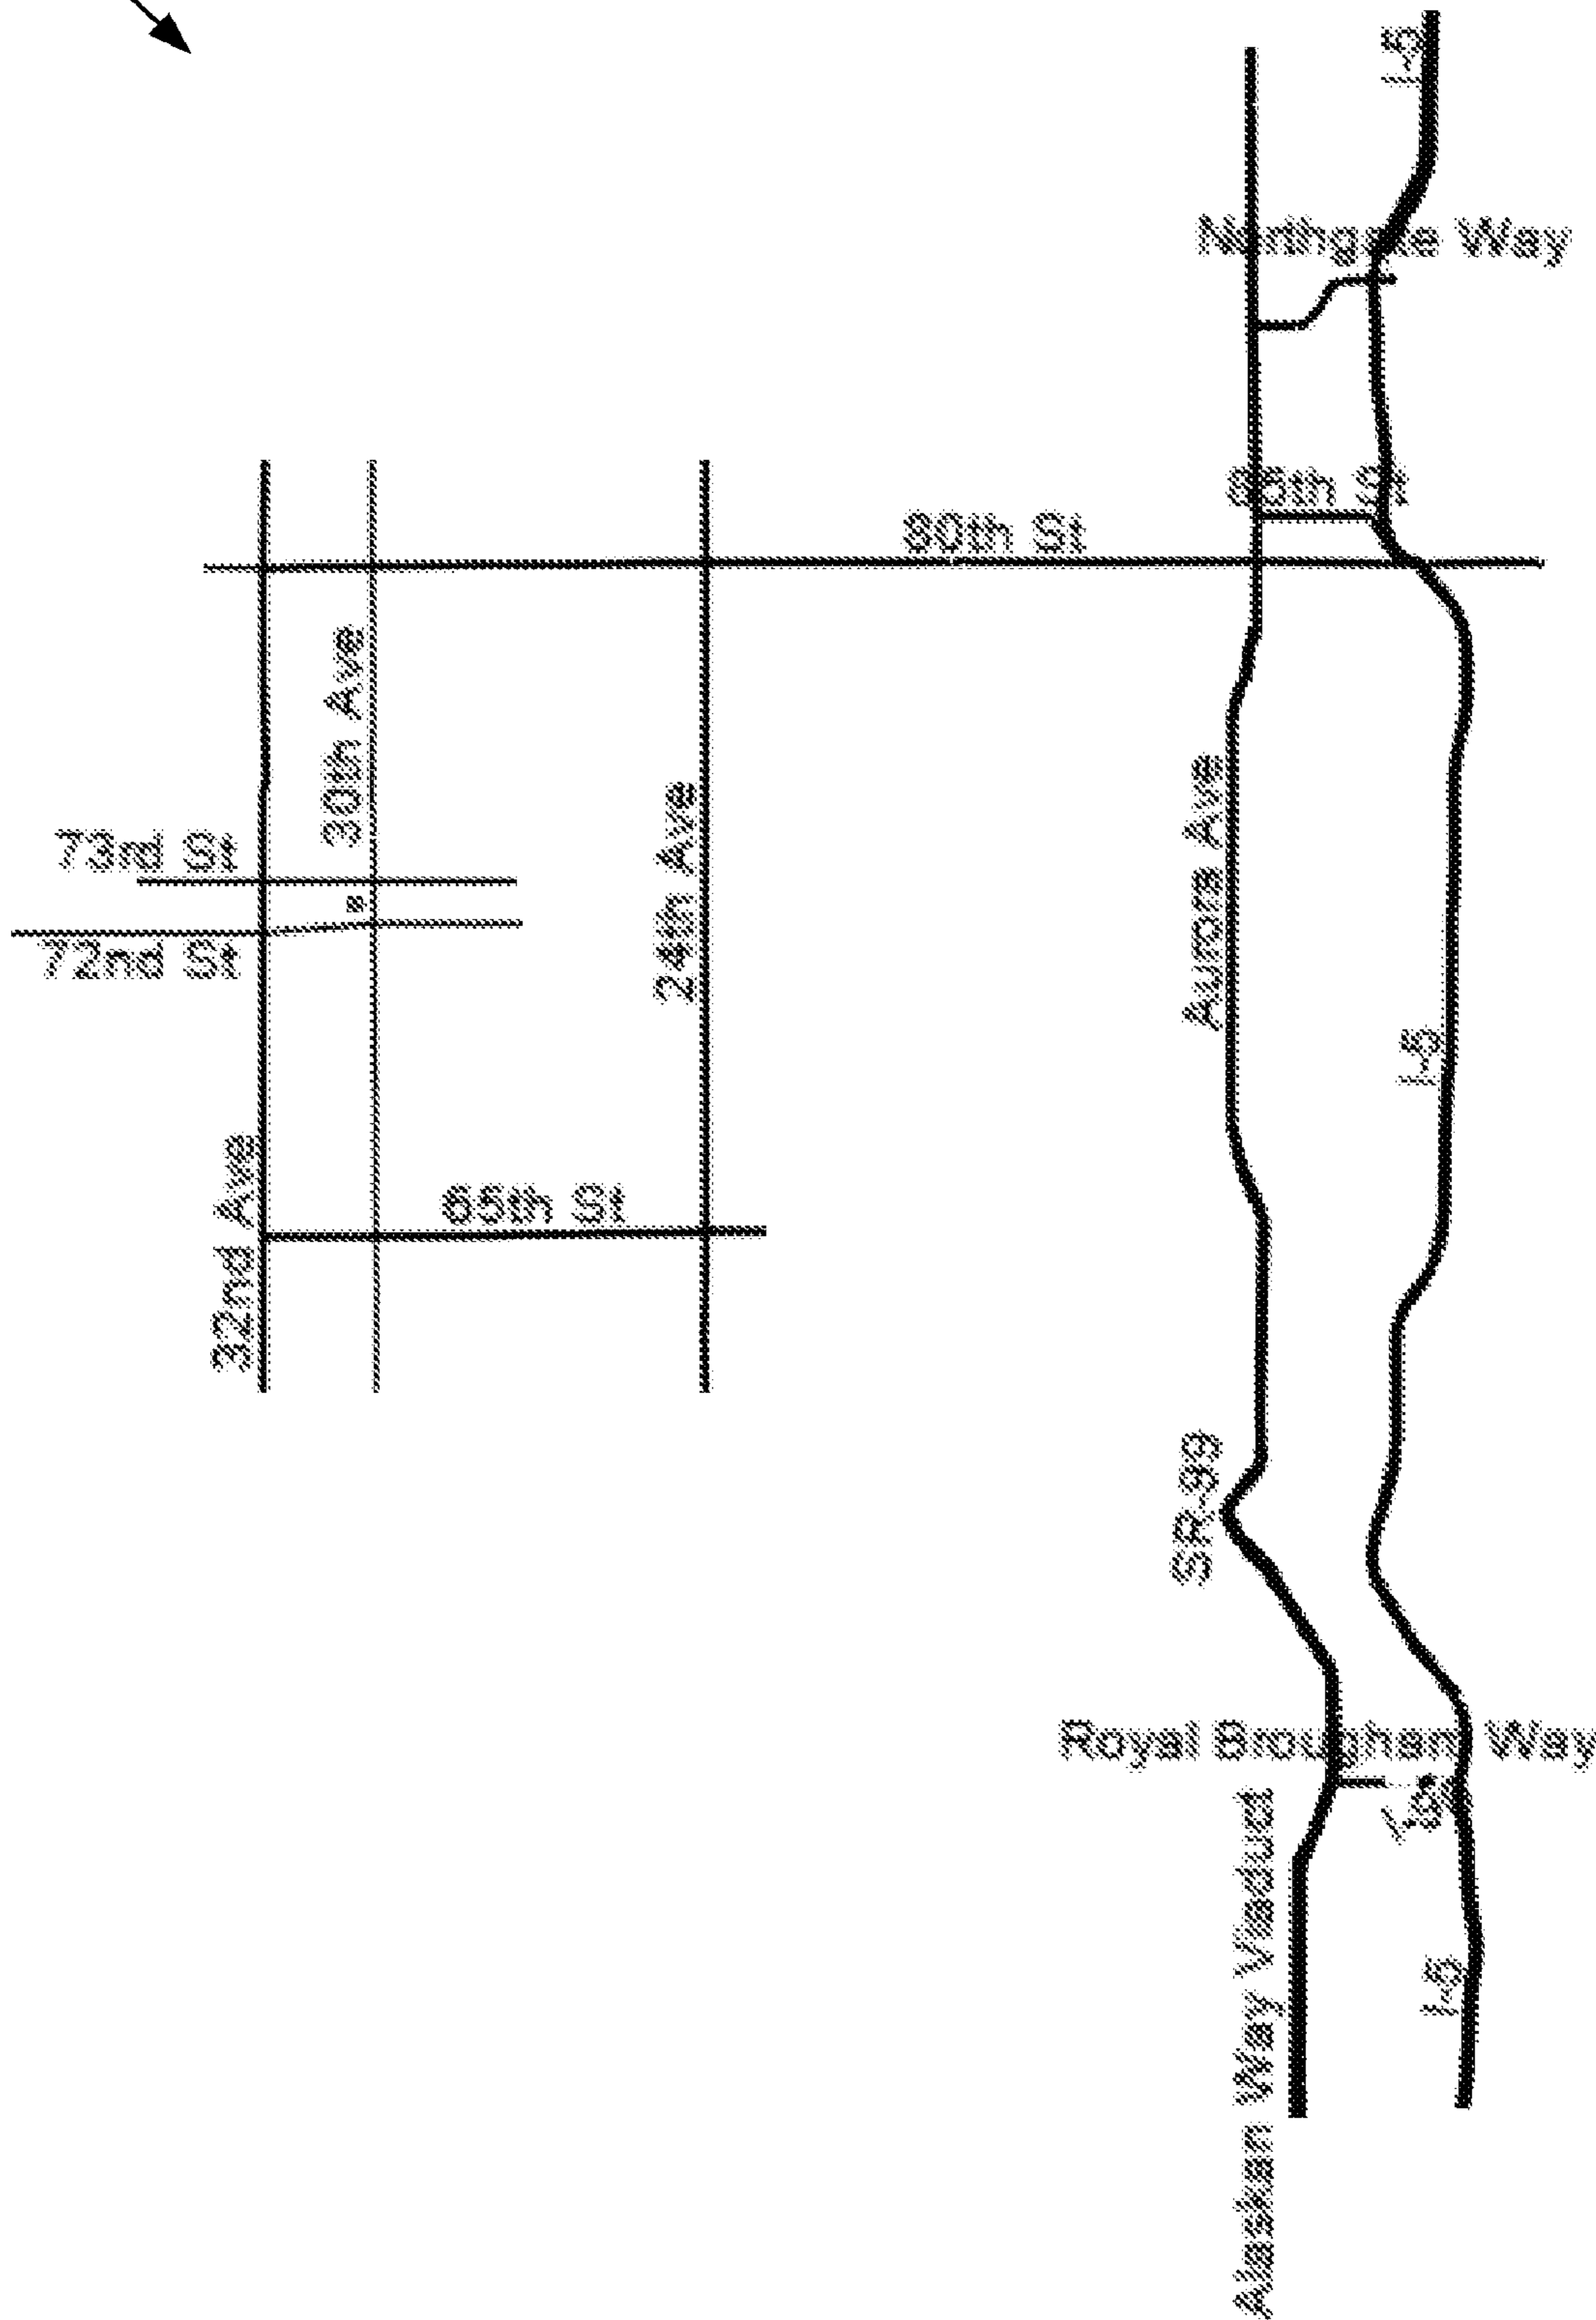 I-5
Northgate Way
85th St
80th St
30th Ave
24th Ave
Aurora Ave
73rd St
72nd St
I-5
32nd Ave
65th St
SR-99
Royal Brougham Way
Alaskan Way Viaduct
I-5